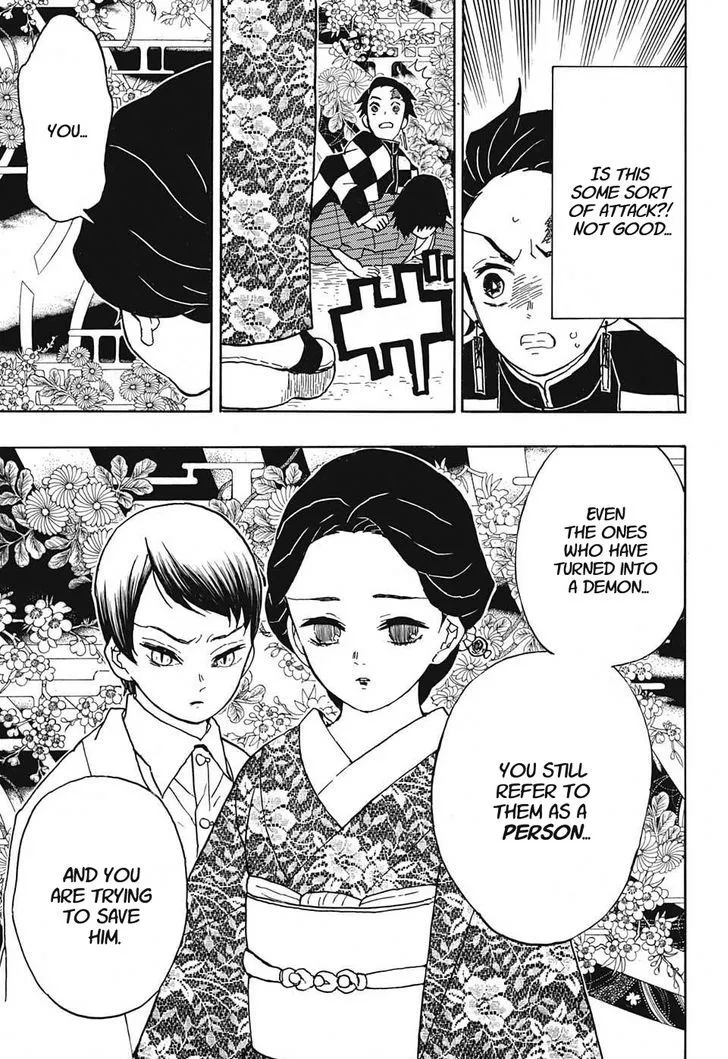 IS THIS
SOME SORT
OF ATTACK?!
NOT GOOD...
YOU...
EVEN
THE ONES
WHO HAVE
TURNED INTO
A DEMON...
YOU STILL
REFER TO
THEM AS A
PERSON...
AND YOU
ARE TRYING
TO SAVE
HIM.